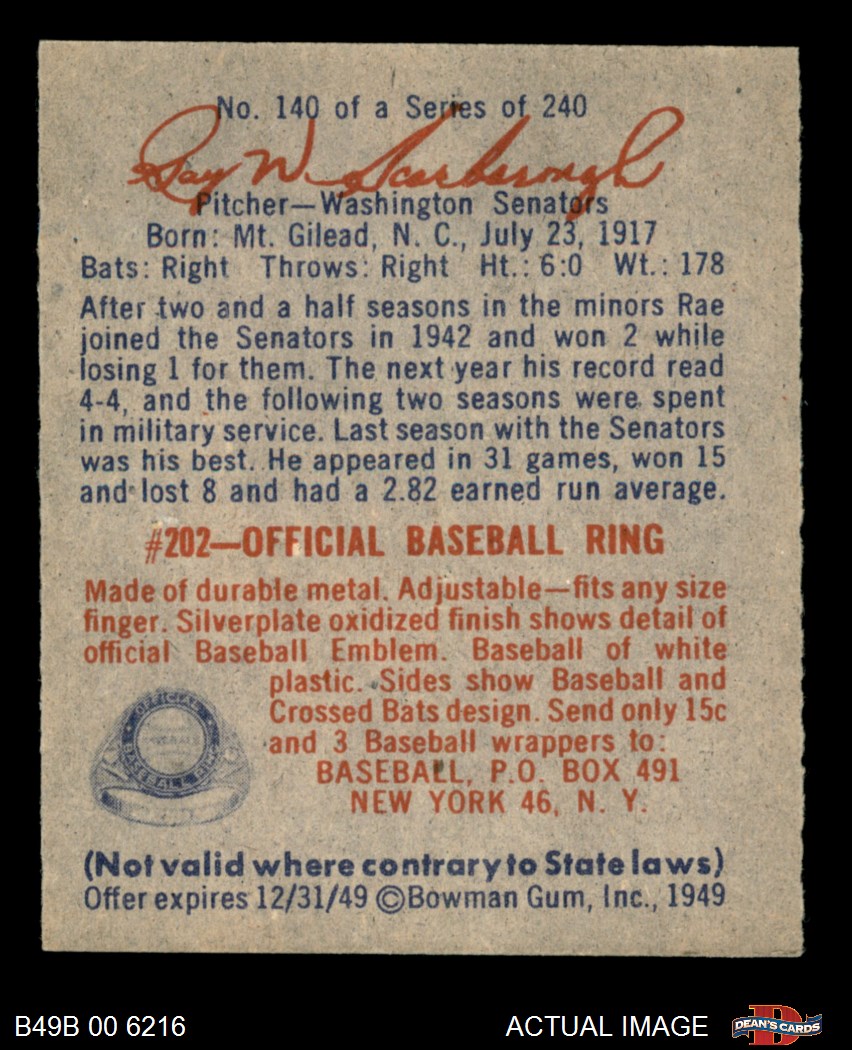 No. 140 of a Series of 240
Ray W. Scarborough
Pitcher—Washington Senators
Born: Mt. Gilead, N. C., July 23, 1917
Bats: Right Throws: Right Ht.: 6:0 Wt.: 178
After two and a half seasons in the minors Rae
joined the Senators in 1942 and won 2 while
losing 1 for them. The next year his record read
4-4, and the following two seasons were spent
in military service. Last season with the Senators
was his best. He appeared in 31 games, won 15
and lost 8 and had a 2.82 earned run average.
#202—OFFICIAL BASEBALL RING
Made of durable metal. Adjustable—fits any size
finger. Silverplate oxidized finish shows detail of
official Baseball Emblem. Baseball of white
plastic. Sides show Baseball and
Crossed Bats design. Send only 15c
and 3 Baseball wrappers to:
BASEBALL, P.O. BOX 491
NEW YORK 46, N. Y.
OFFICIAL
BASEBALL RING
(Not valid where contrary to State laws)
Offer expires 12/31/49 ©Bowman Gum, Inc., 1949
B49B 00 6216
ACTUAL IMAGE
DEAN'S CARDS